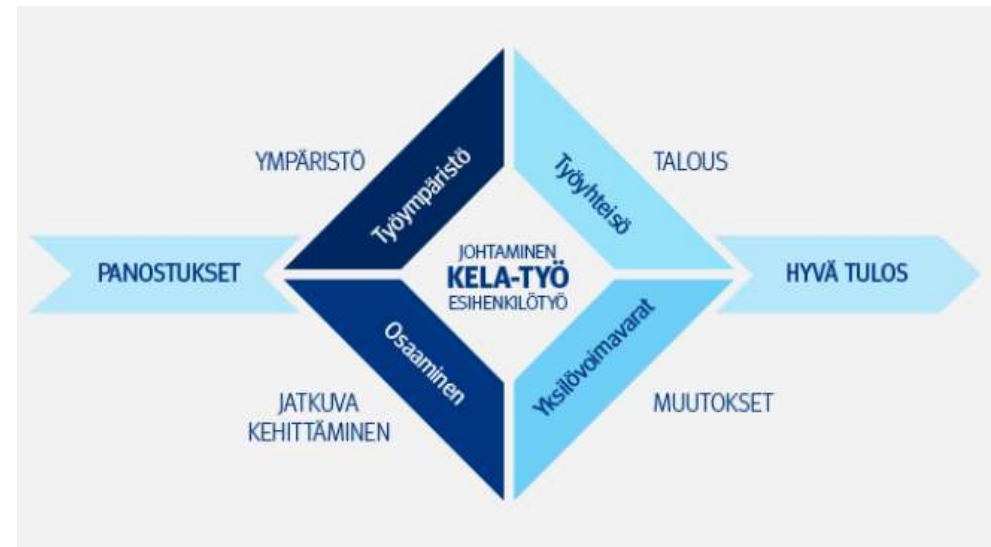 YMPÄRISTÖ
TALOUS
Työympäristö
Työyhteisö
PANOSTUKSET
JOHTAMINEN
KELA-TYÖ
ESIHENKILÖTYÖ
HYVÄ TULOS
Osaaminen
Yksilövoimavarat
JATKUVA
KEHITTÄMINEN
MUUTOKSET